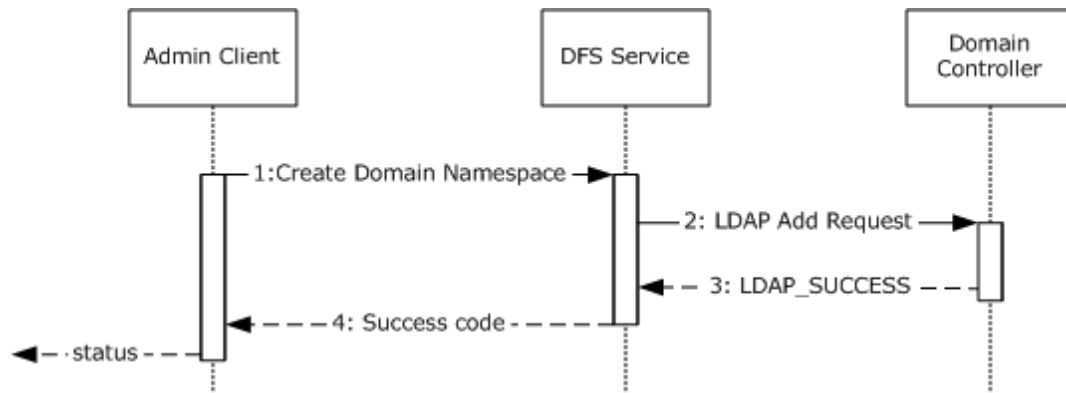 Admin Client
DFS Service
Domain
Controller
1:Create Domain Namespace
2: LDAP Add Request
3: LDAP_SUCCESS
4: Success code
status